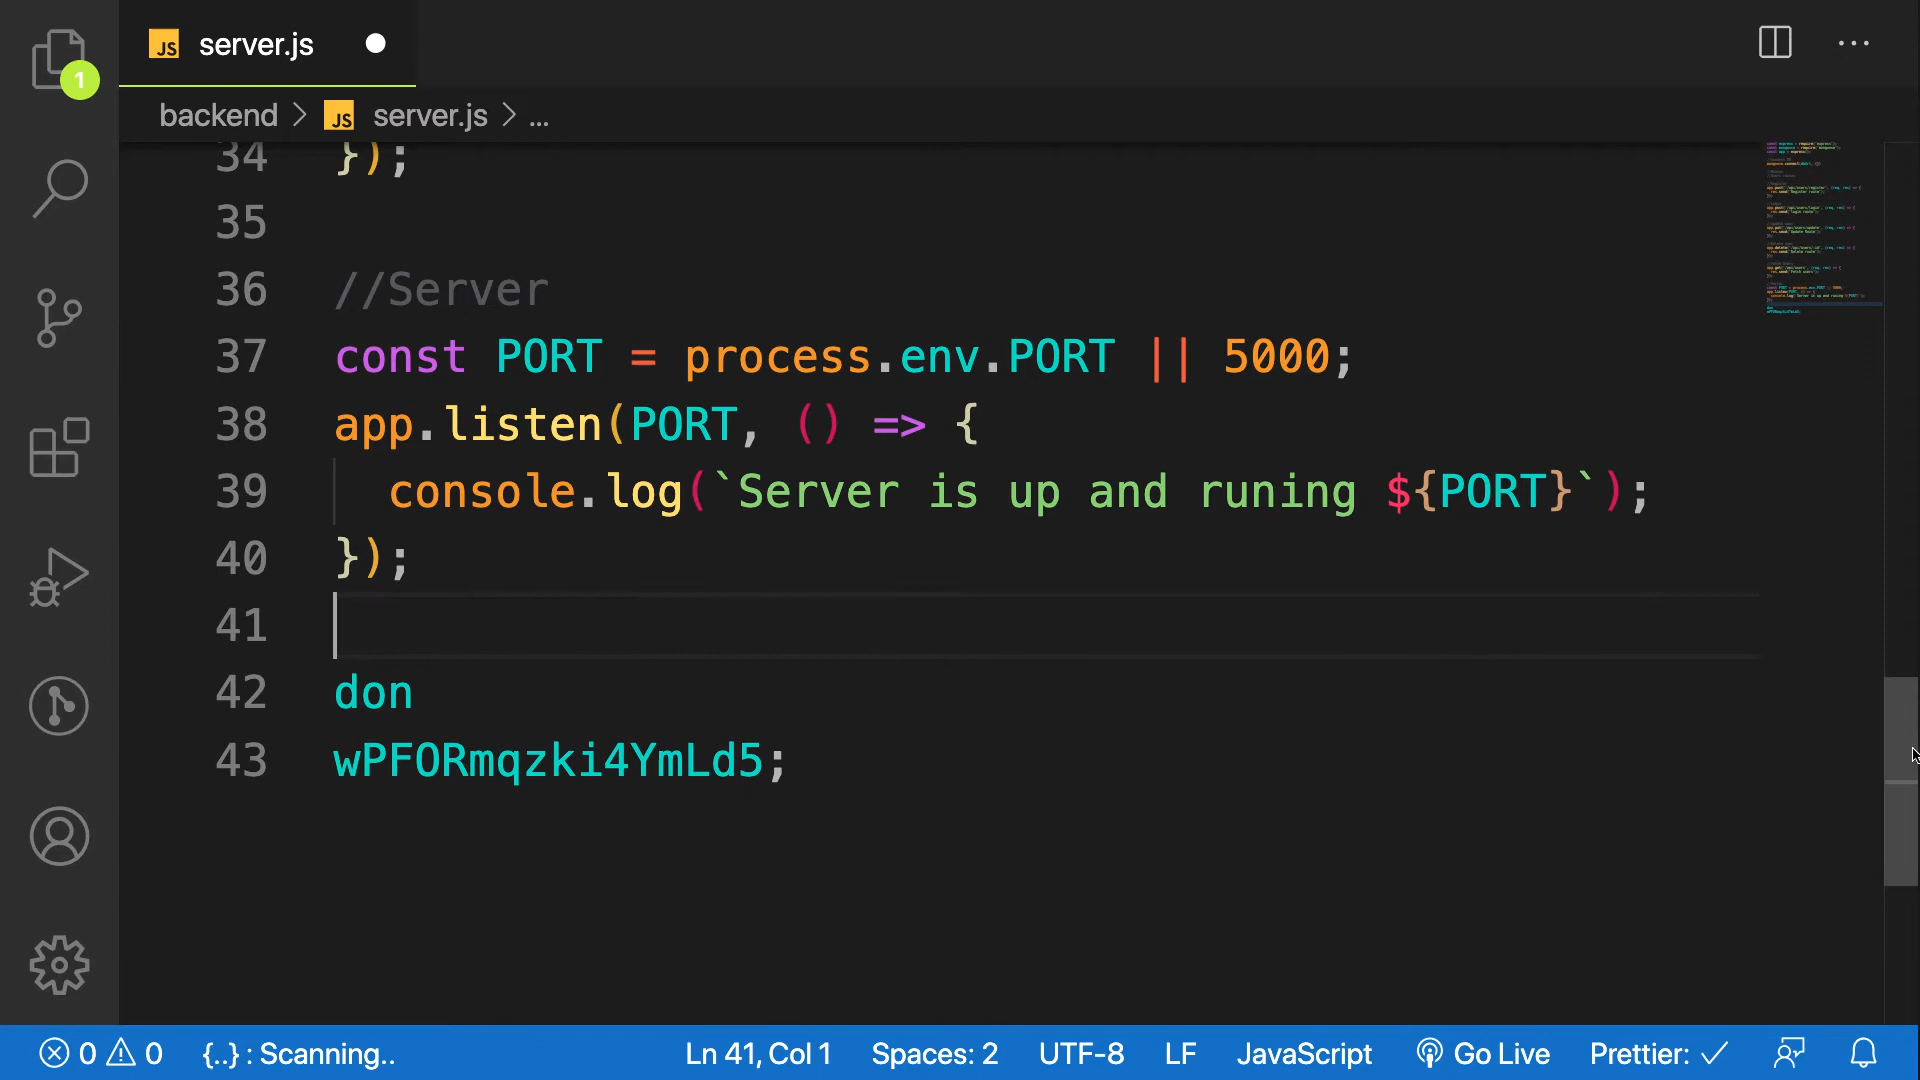 JS server.js
1
backend > JS server.js > ...
34 });
35
36 //Server
37 const PORT = process.env.PORT || 5000;
38 app.listen(PORT, () => {
39 console.log(`Server is up and runing ${PORT}`);
40 });
41
42 don
43 wPFORmqzki4YmLd5;
0 0 {..} : Scanning.. Ln 41, Col 1 Spaces: 2 UTF-8 LF JavaScript Go Live Prettier: ✓